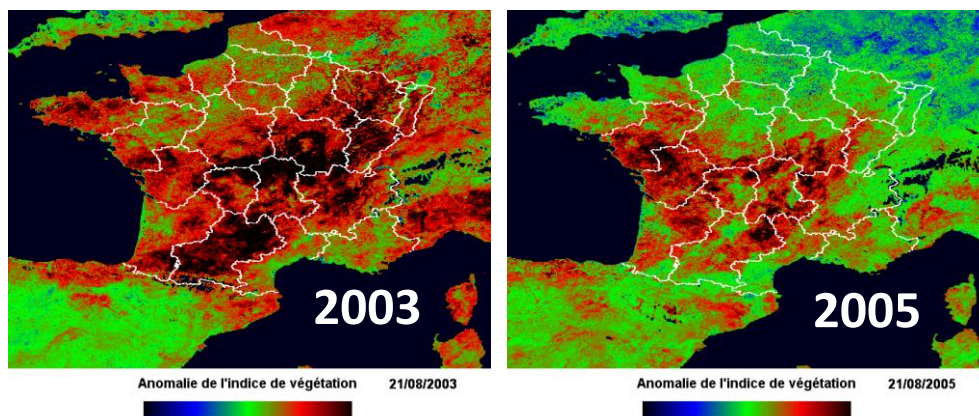 2003
2005
Anomalie de l'indice de végétation 21/08/2003
Anomalie de l'indice de végétation 21/08/2005